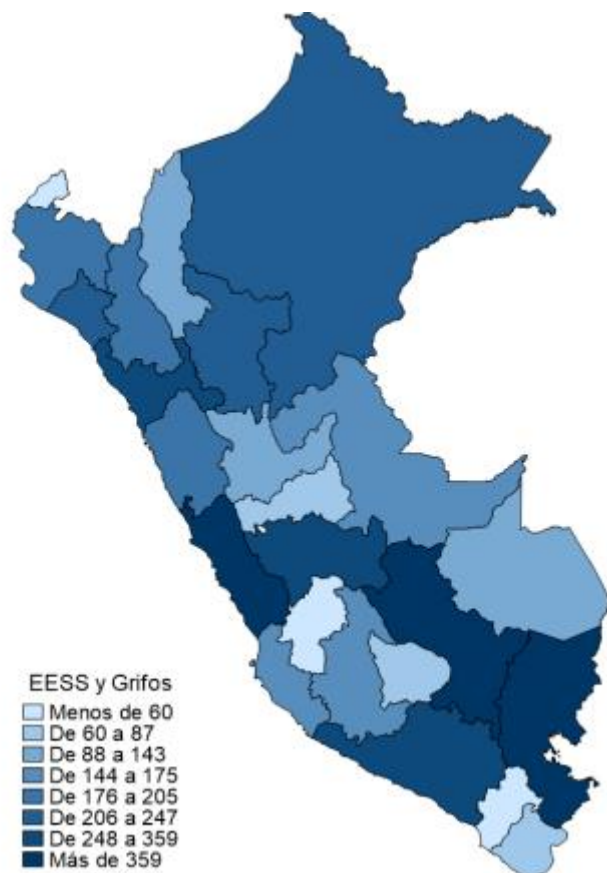 EESS y Grifos
Menos de 60
De 60 a 87
De 88 a 143
De 144 a 175
De 176 a 205
De 206 a 247
De 248 a 359
Más de 359